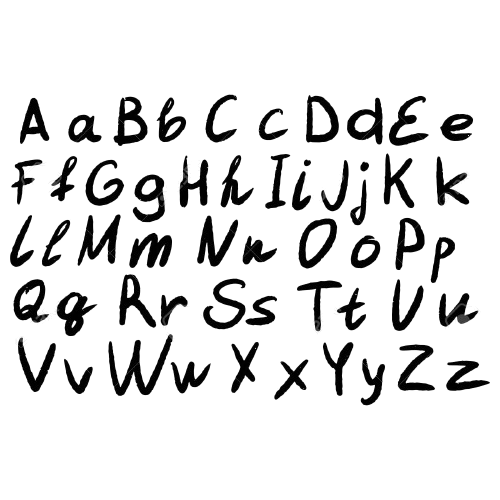 A a B b C c D d E e
F f G g H h I i J j K k
L l M m N n O o P p
Q q R r S s T t U u
V v W w X x Y y Z z